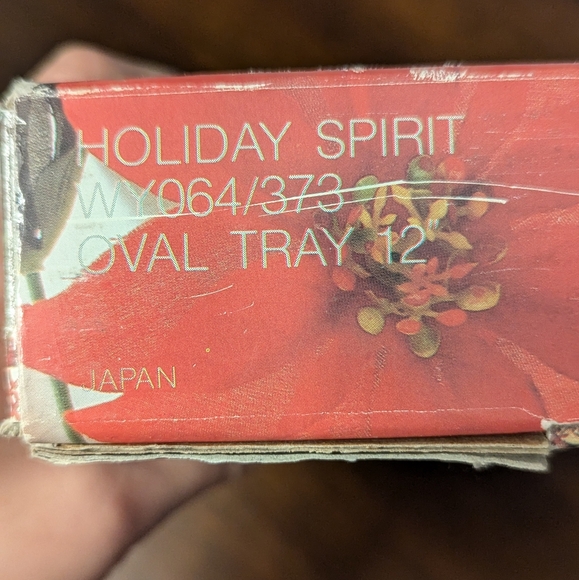 HOLIDAY SPIRIT
WY064/373
OVAL TRAY 12"
JAPAN